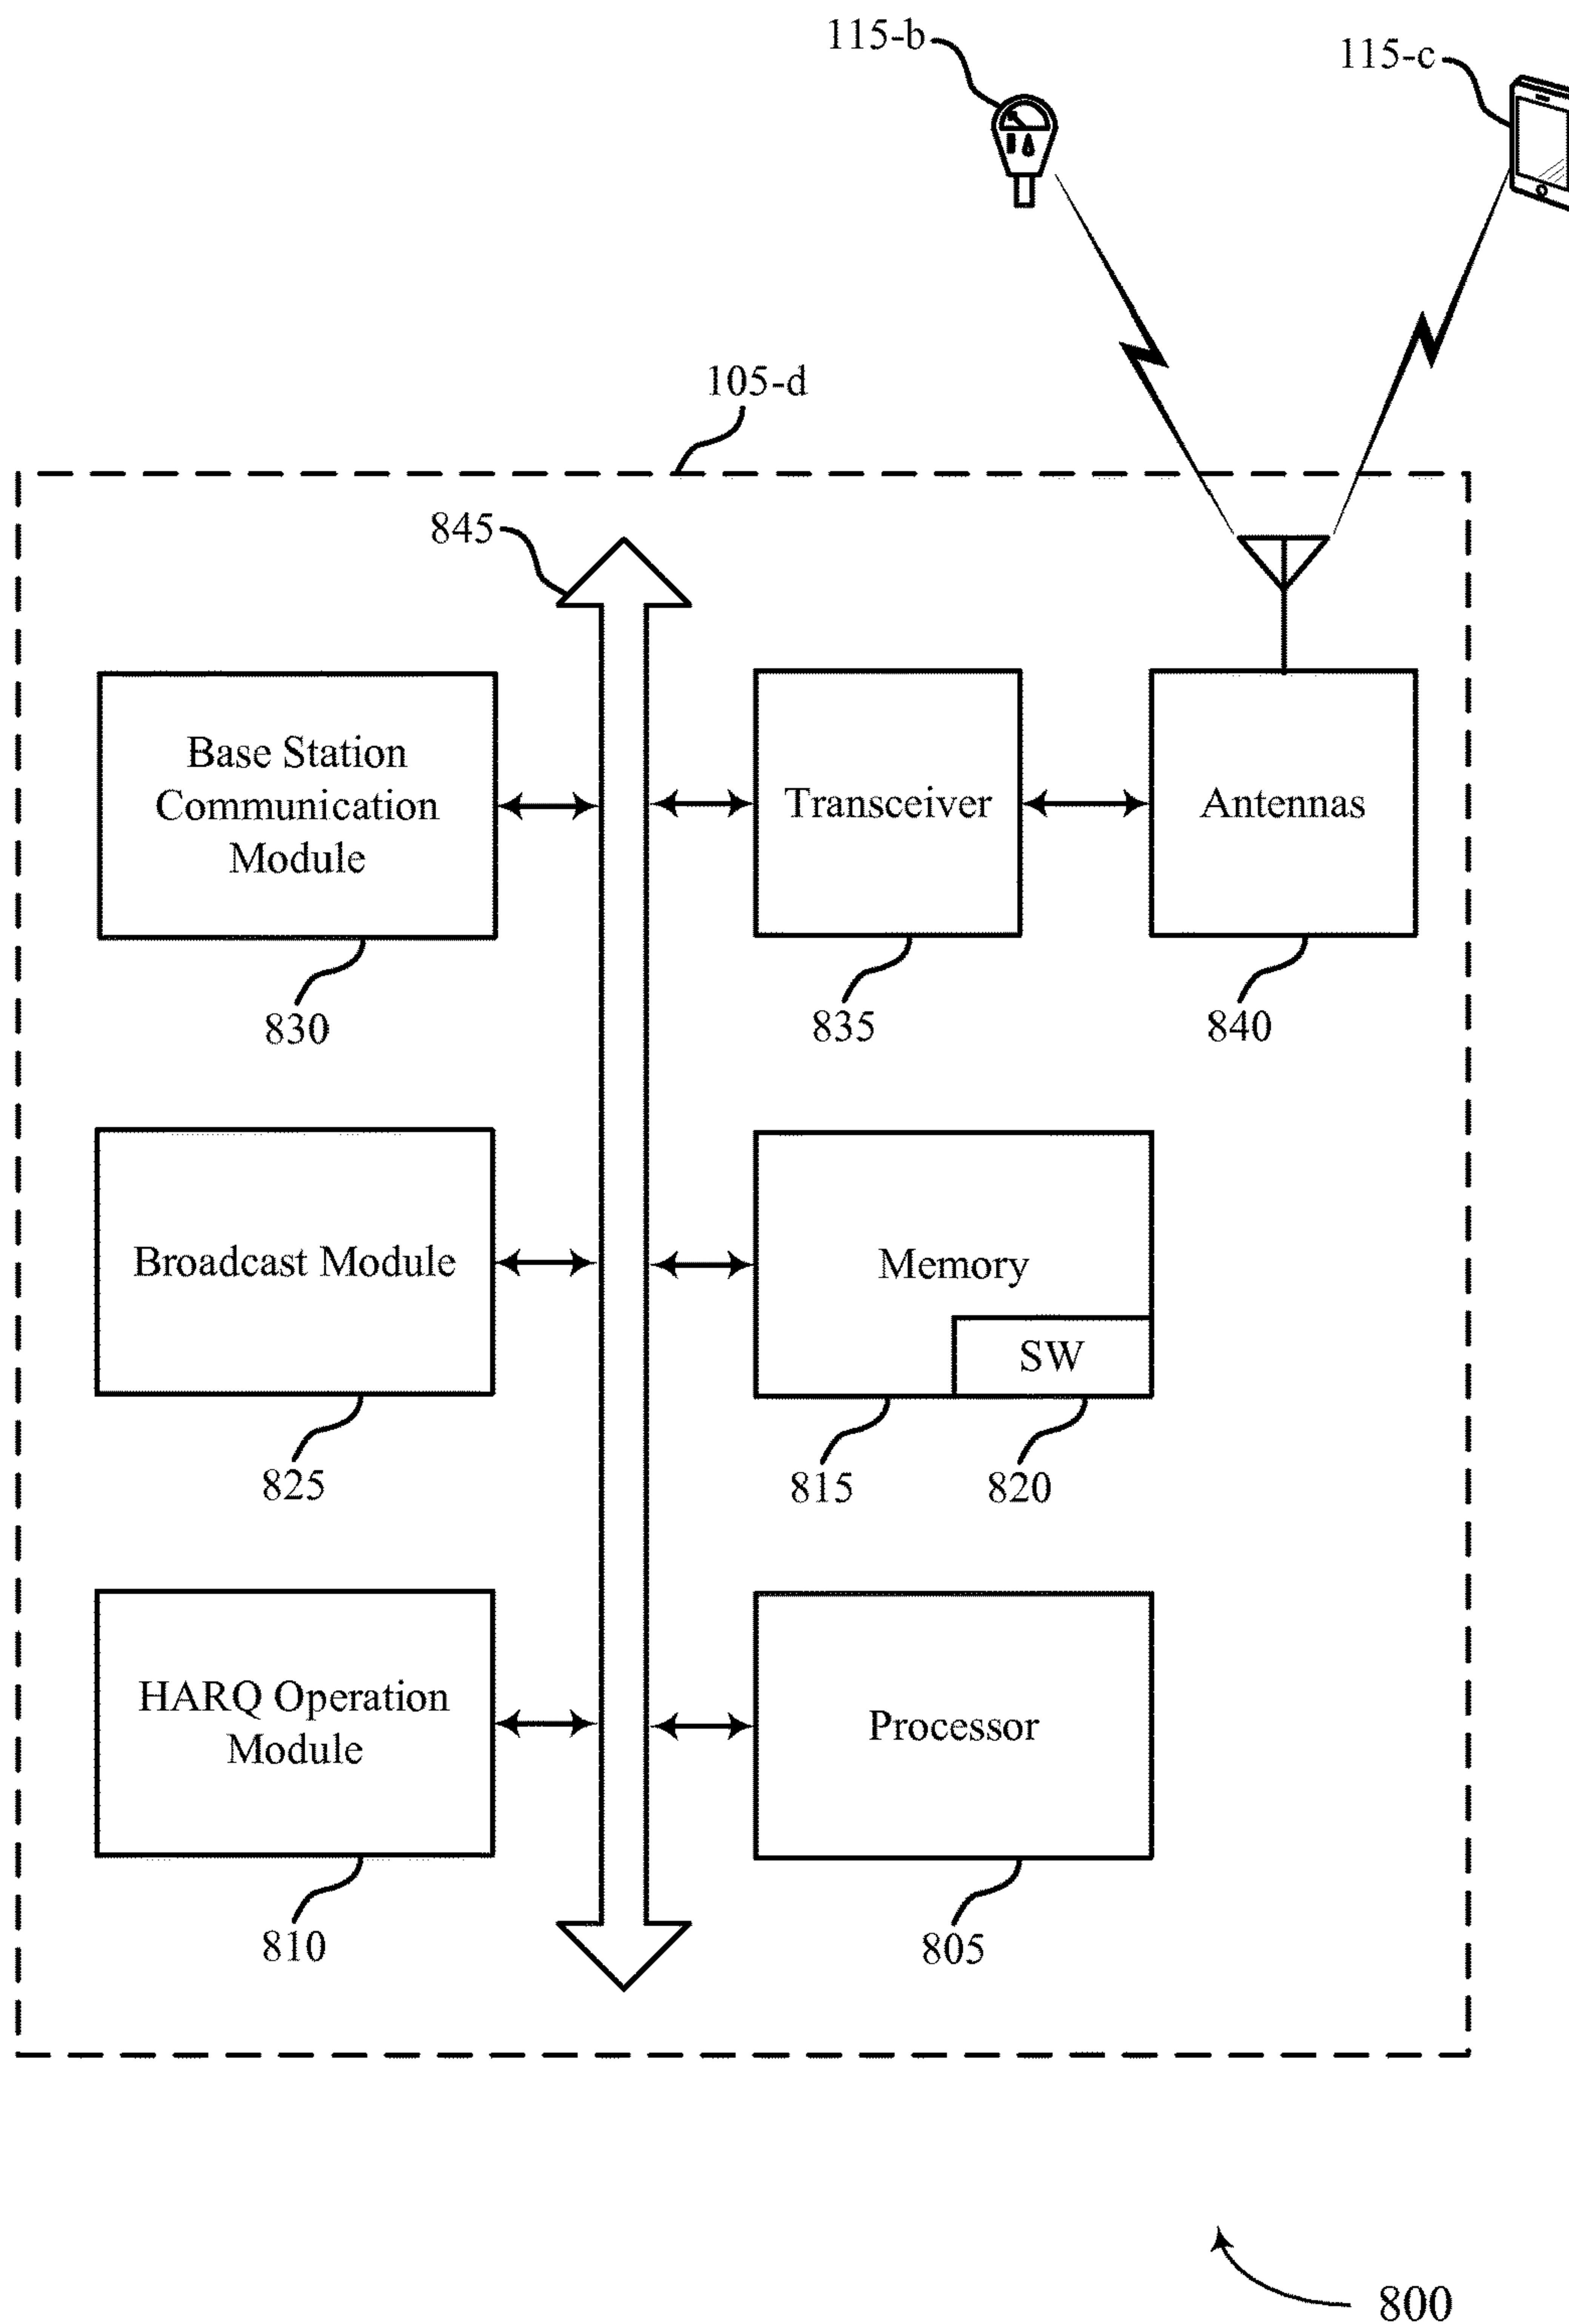 115-b
115-c
105-d
845
Base Station
Communication
Module
Transceiver
Antennas
830
835
840
Broadcast Module
Memory
SW
825
815
820
HARQ Operation
Module
Processor
810
805
800